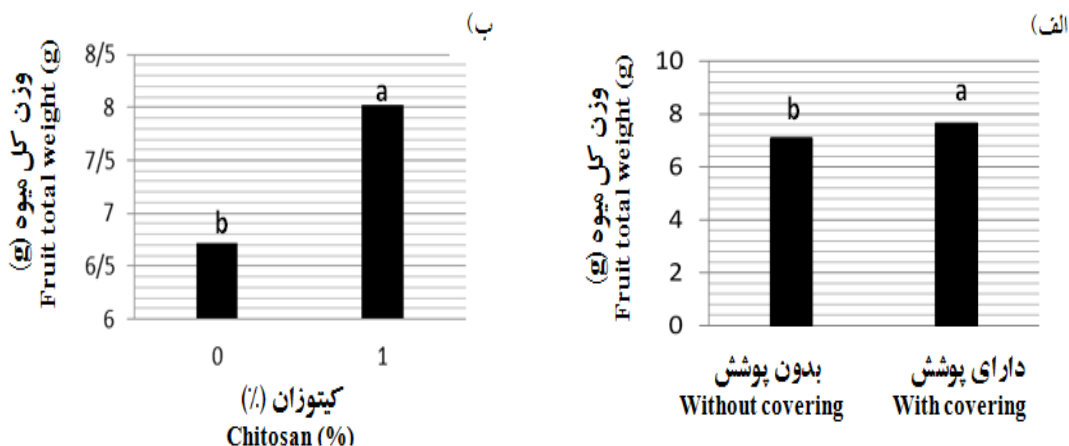 الف)
وزن کل میوه (g)
Fruit total weight (g)
10
8
6
4
2
0
b
a
بدون پوشش
Without covering
دارای پوشش
With covering
ب)
وزن کل میوه (g)
Fruit total weight (g)
8/5
8
7/5
7
6/5
6
b
a
0
1
کیتوزان (٪)
Chitosan (%)